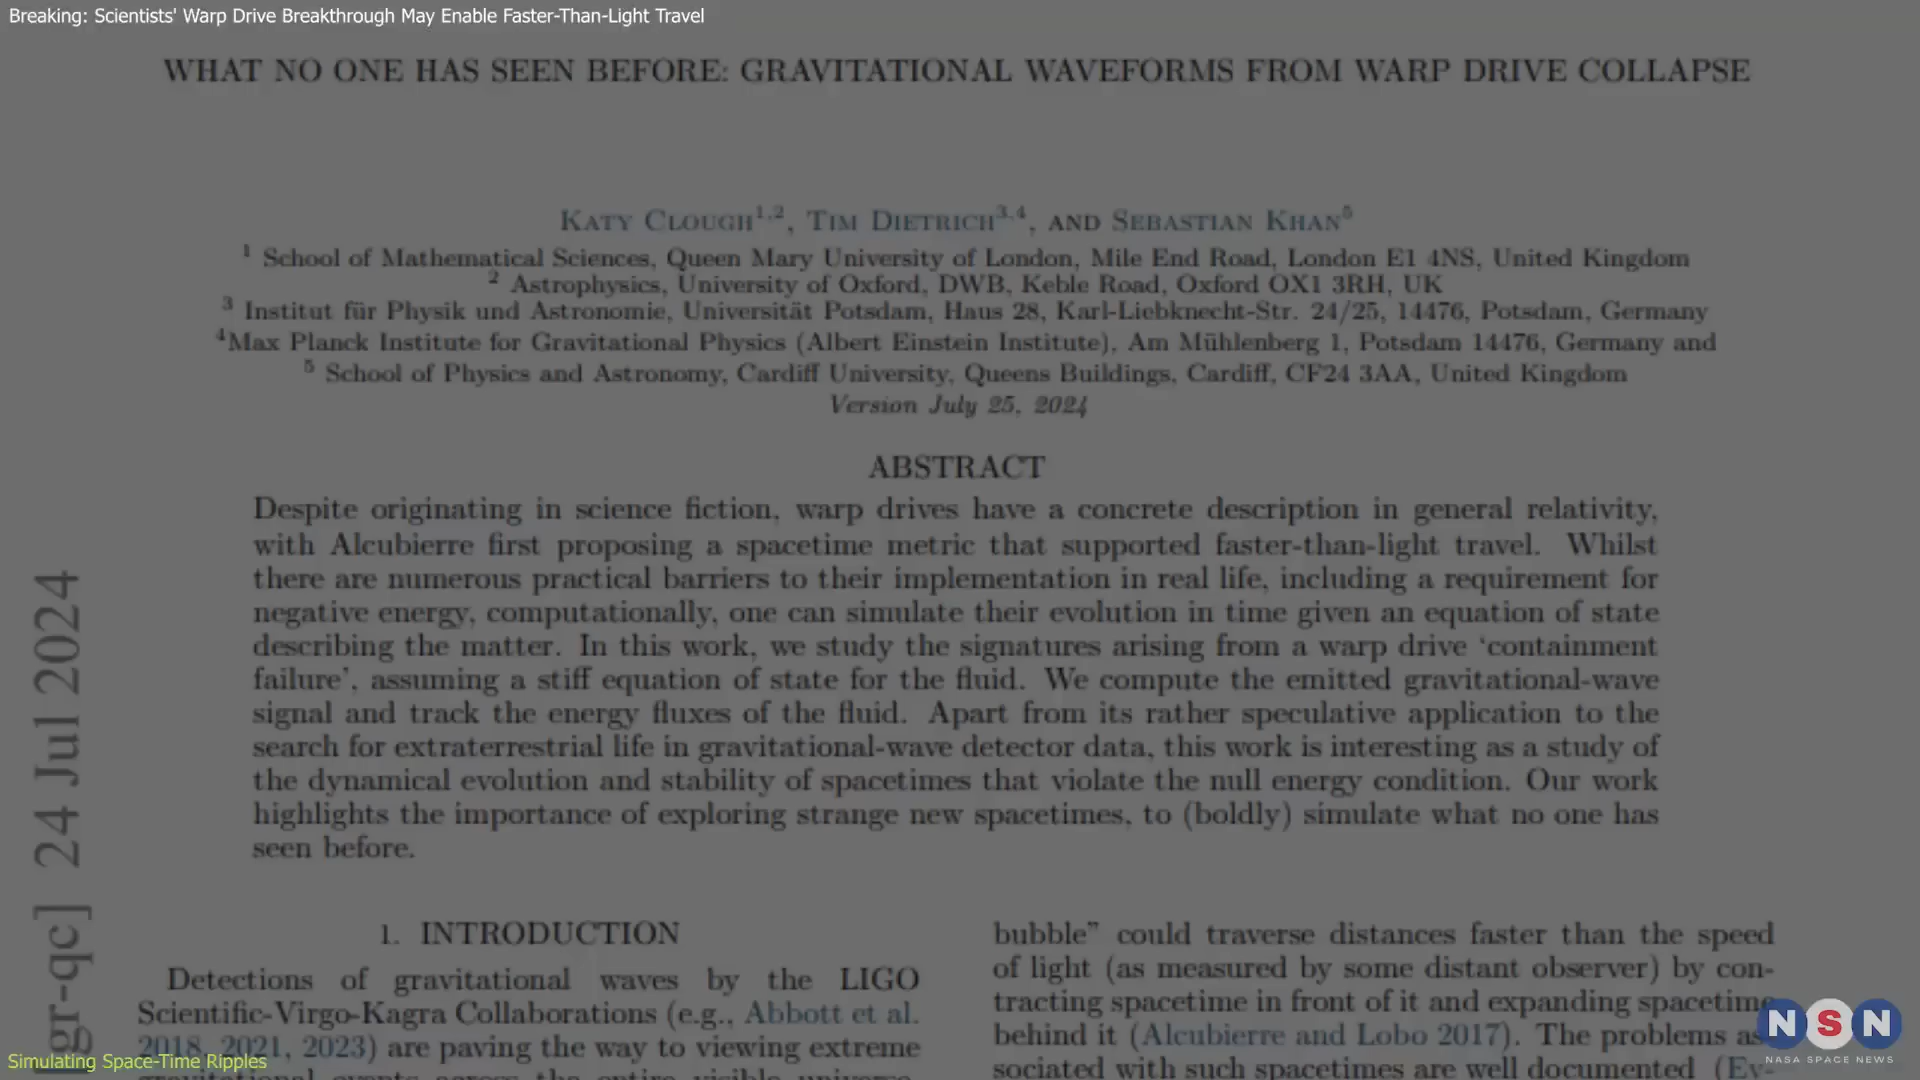 Breaking: Scientists' Warp Drive Breakthrough May Enable Faster-Than-Light Travel
WHAT NO ONE HAS SEEN BEFORE: GRAVITATIONAL WAVEFORMS FROM WARP DRIVE COLLAPSE
KATY CLOUGH1,2, TIM DIETRICH3,4, AND SEBASTIAN KHAN5
1 School of Mathematical Sciences, Queen Mary University of London, Mile End Road, London E1 4NS, United Kingdom
2 Astrophysics, University of Oxford, DWB, Keble Road, Oxford OX1 3RH, UK
3 Institut für Physik und Astronomie, Universität Potsdam, Haus 28, Karl-Liebknecht-Str. 24/25, 14476, Potsdam, Germany
4Max Planck Institute for Gravitational Physics (Albert Einstein Institute), Am Mühlenberg 1, Potsdam 14476, Germany and
5 School of Physics and Astronomy, Cardiff University, Queens Buildings, Cardiff, CF24 3AA, United Kingdom
Version July 25, 2024
ABSTRACT
Despite originating in science fiction, warp drives have a concrete description in general relativity,
with Alcubierre first proposing a spacetime metric that supported faster-than-light travel. Whilst
there are numerous practical barriers to their implementation in real life, including a requirement for
negative energy, computationally, one can simulate their evolution in time given an equation of state
describing the matter. In this work, we study the signatures arising from a warp drive ‘containment
failure’, assuming a stiff equation of state for the fluid. We compute the emitted gravitational-wave
signal and track the energy fluxes of the fluid. Apart from its rather speculative application to the
search for extraterrestrial life in gravitational-wave detector data, this work is interesting as a study of
the dynamical evolution and stability of spacetimes that violate the null energy condition. Our work
highlights the importance of exploring strange new spacetimes, to (boldly) simulate what no one has
seen before.
1. INTRODUCTION
Detections of gravitational waves by the LIGO
Scientific-Virgo-Kagra Collaborations (e.g., Abbott et al.
2018, 2021, 2023) are paving the way to viewing extreme
bubble” could traverse distances faster than the speed
of light (as measured by some distant observer) by con-
tracting spacetime in front of it and expanding spacetime
behind it (Alcubierre and Lobo 2017). The problems as-
sociated with such spacetimes are well documented (Ev-
gr-qc] 24 Jul 2024
Simulating Space-Time Ripples
NSN
NASA SPACE NEWS